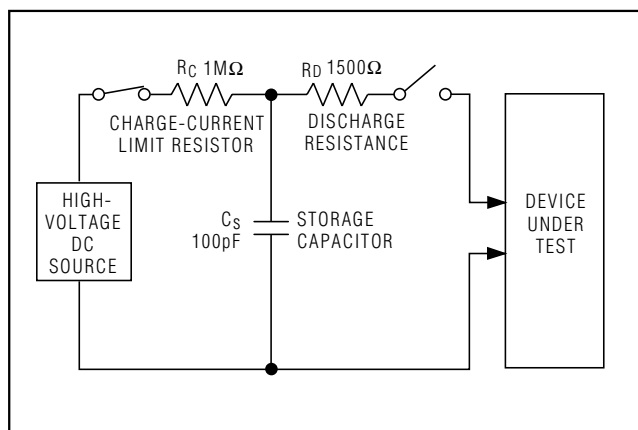 RC 1MΩ
CHARGE-CURRENT
LIMIT RESISTOR
RD 1500Ω
DISCHARGE
RESISTANCE
HIGH-
VOLTAGE
DC
SOURCE
CS
100pF
STORAGE
CAPACITOR
DEVICE
UNDER
TEST